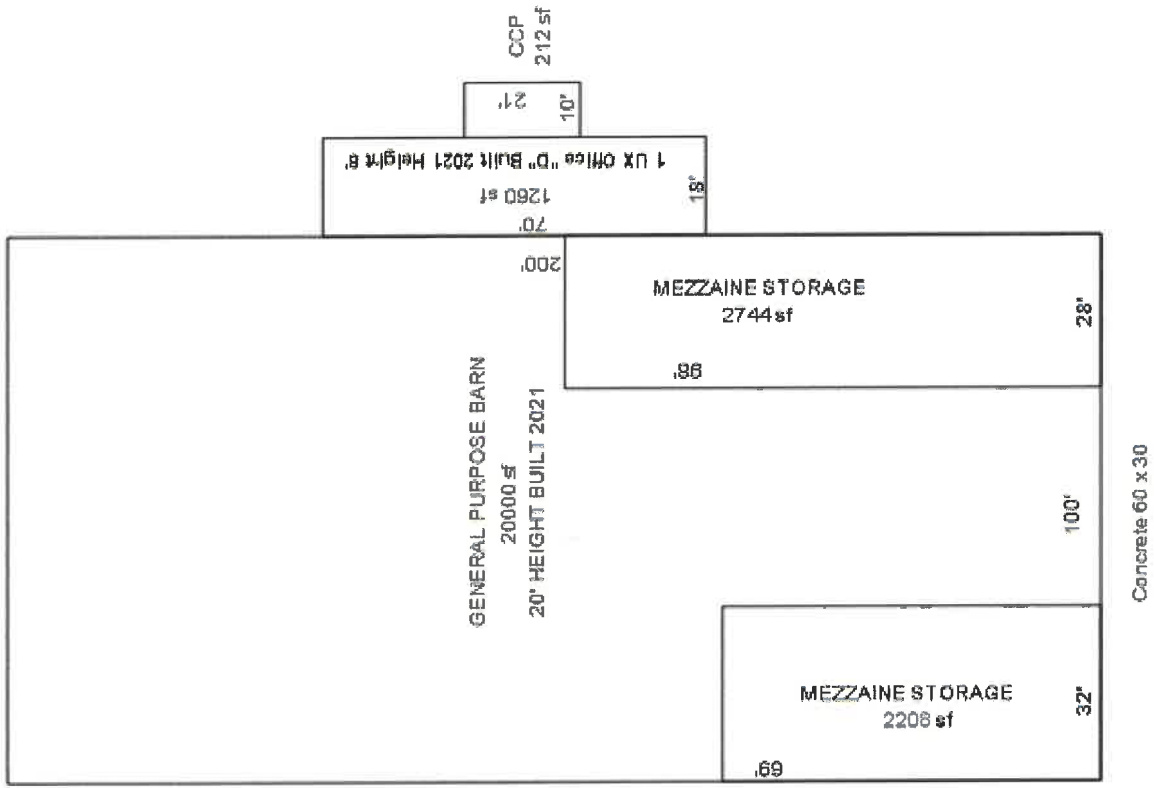 CCP
212 sf
21'
10'
1 UX Office "D" Built 2021 Height 8'
1260 sf
70'
18'
200'
MEZZAINE STORAGE
2744 sf
98'
28'
GENERAL PURPOSE BARN
20000 sf
20' HEIGHT BUILT 2021
100'
Concrete 60 x 30
MEZZAINE STORAGE
2208 sf
69'
32'